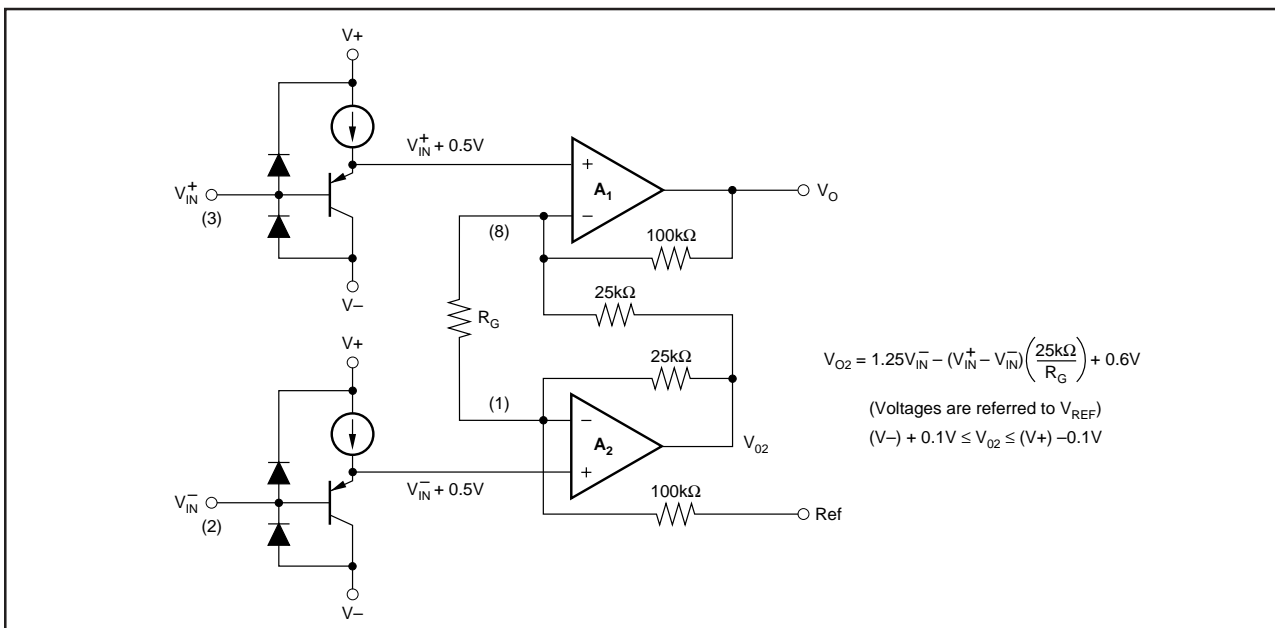 V+
V+IN + 0.5V
+
A1
–
VO
V+IN
(3)
(8)
100kΩ
V–
25kΩ
RG
V+
25kΩ
(1)
–
A2
+
V02
V–IN + 0.5V
V–IN
(2)
100kΩ
Ref
V–
VO2 = 1.25V–IN – (V+IN – V–IN) (25kΩ / RG) + 0.6V
(Voltages are referred to VREF)
(V–) + 0.1V ≤ V02 ≤ (V+) –0.1V